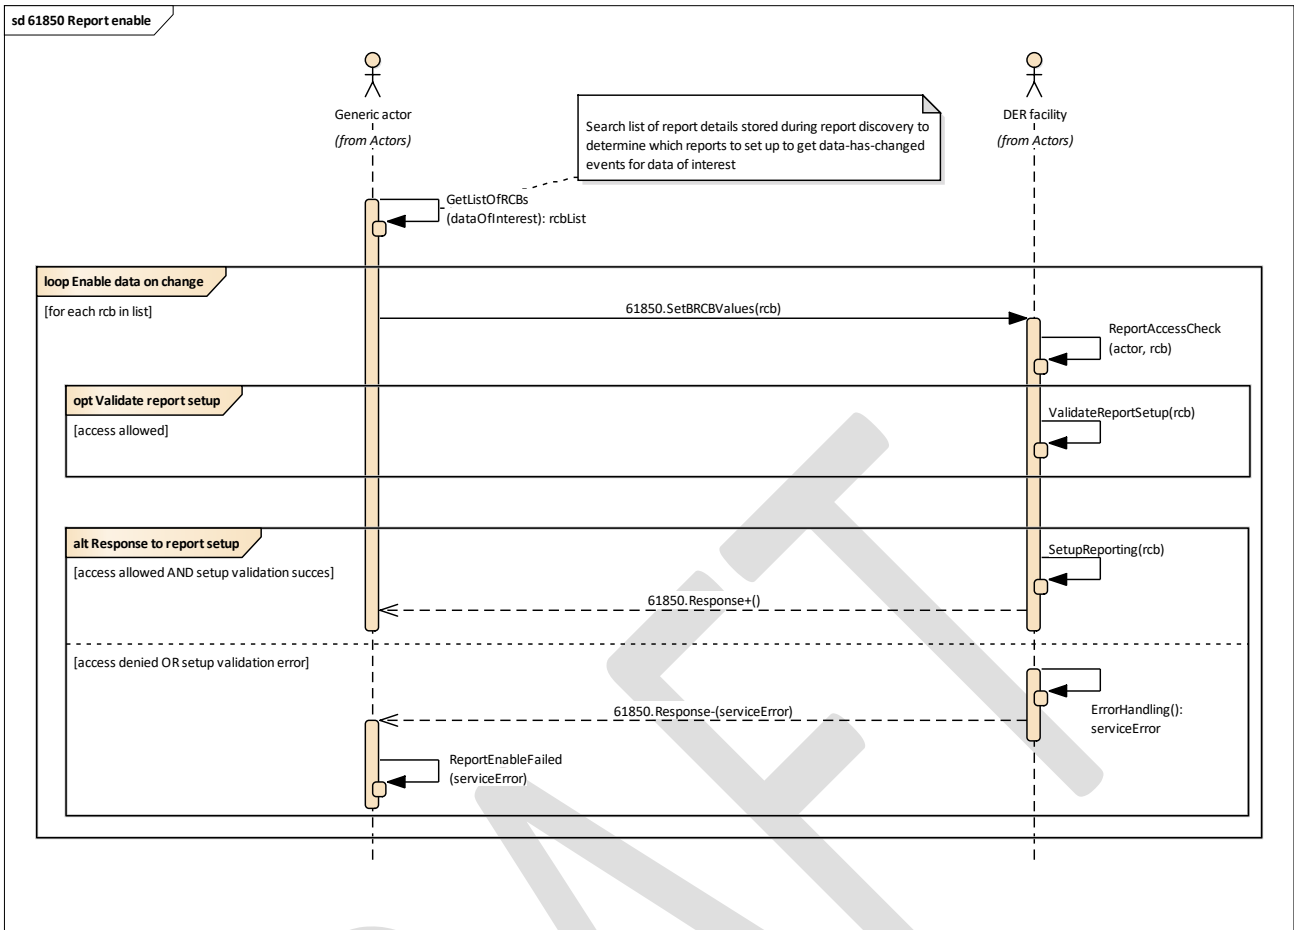 sd 61850 Report enable
Generic actor
(from Actors)
DER facility
(from Actors)
Search list of report details stored during report discovery to
determine which reports to set up to get data-has-changed
events for data of interest
GetListOfRCBs
(dataOfInterest): rcbList
loop Enable data on change
[for each rcb in list]
61850.SetBRCBValues(rcb)
ReportAccessCheck
(actor, rcb)
opt Validate report setup
[access allowed]
ValidateReportSetup(rcb)
alt Response to report setup
[access allowed AND setup validation succes]
SetupReporting(rcb)
61850.Response+()
[access denied OR setup validation error]
61850.Response-(serviceError)
ErrorHandling():
serviceError
ReportEnableFailed
(serviceError)